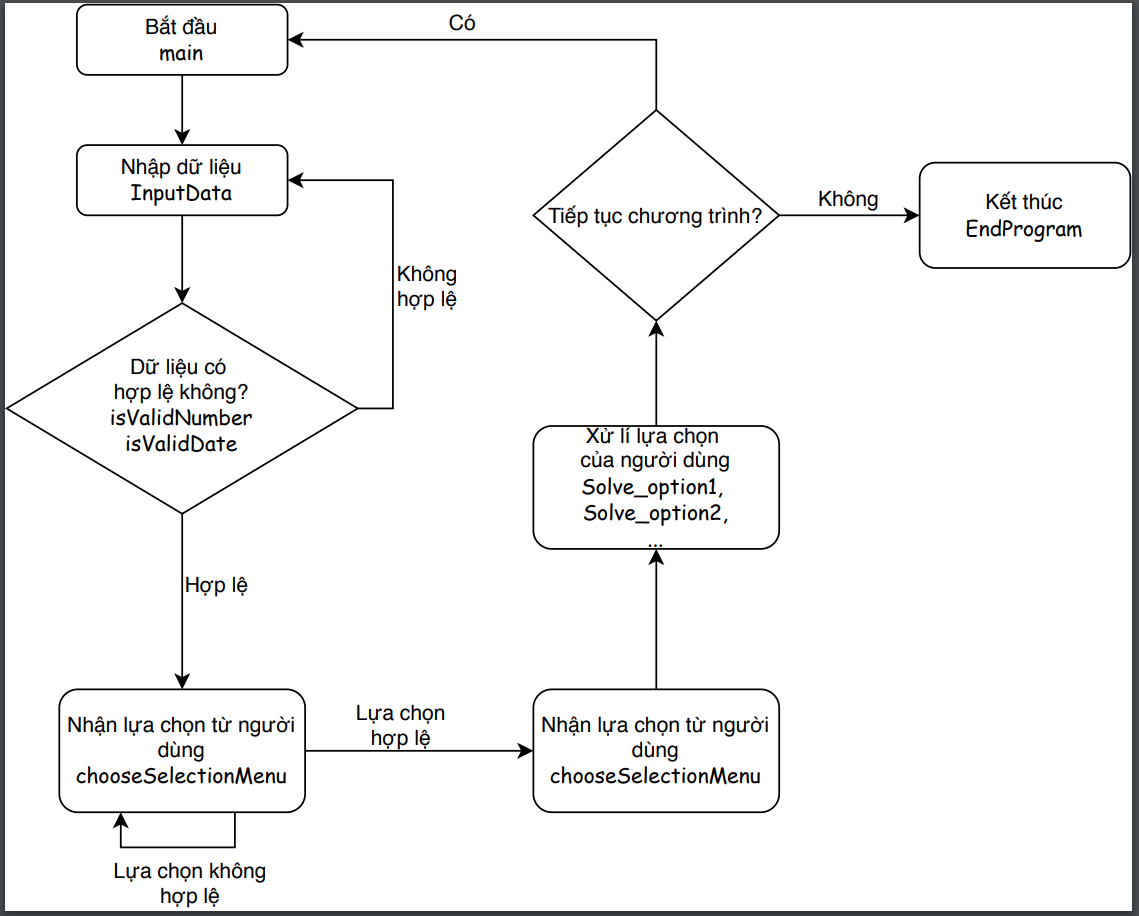 Bắt đầu
main
Nhập dữ liệu
InputData
Không
hợp lệ
Dữ liệu có
hợp lệ không?
isValidNumber
isValidDate
Hợp lệ
Nhận lựa chọn từ người
dùng
chooseSelectionMenu
Lựa chọn không
hợp lệ
Lựa chọn
hợp lệ
Nhận lựa chọn từ người
dùng
chooseSelectionMenu
Xử lí lựa chọn
của người dùng
Solve_option1,
Solve_option2,
...
Tiếp tục chương trình?
Có
Không
Kết thúc
EndProgram